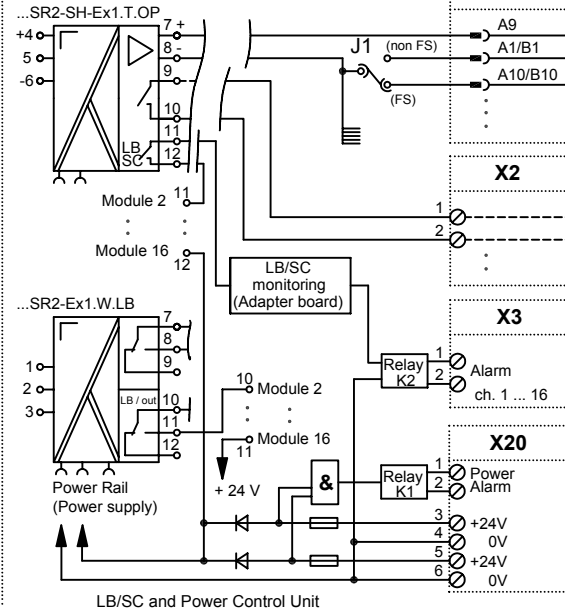 ...SR2-SH-Ex1.T.OP
+4
5
-6
7 +
8 -
9
10
11
12
LB
SC
J1 (non FS)
(FS)
A9
A1/B1
A10/B10
X2
1
2
Module 2 11
Module 16
12
LB/SC
monitoring
(Adapter board)
X3
Relay
K2
1
2
Alarm
ch. 1 ... 16
...SR2-Ex1.W.LB
1
2
3
7
8
9
LB / out
10
11
12
10 Module 2
Module 16
11
+ 24 V
Power Rail
(Power supply)
&
Relay
K1
X20
1 Power
2 Alarm
3 +24V
4 0V
5 +24V
6 0V
LB/SC and Power Control Unit